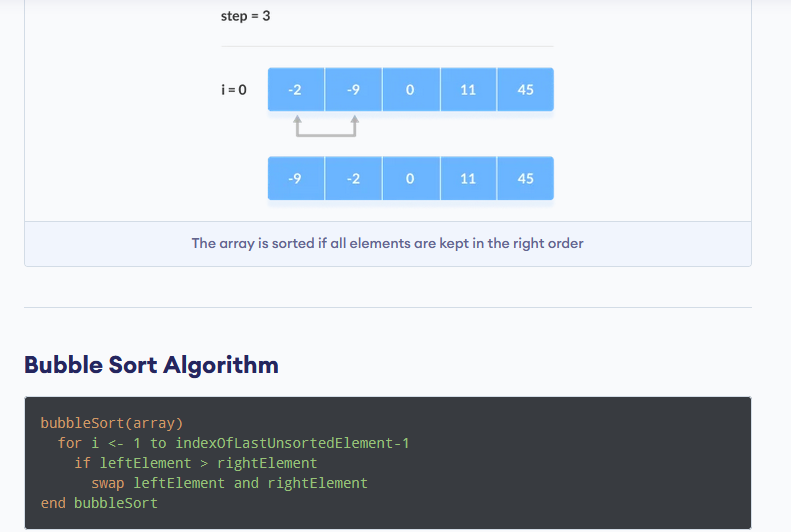 step = 3
i = 0 -2 -9 0 11 45
-9 -2 0 11 45
The array is sorted if all elements are kept in the right order
Bubble Sort Algorithm
bubbleSort(array)
  for i <- 1 to indexOfLastUnsortedElement-1
    if leftElement > rightElement
      swap leftElement and rightElement
end bubbleSort